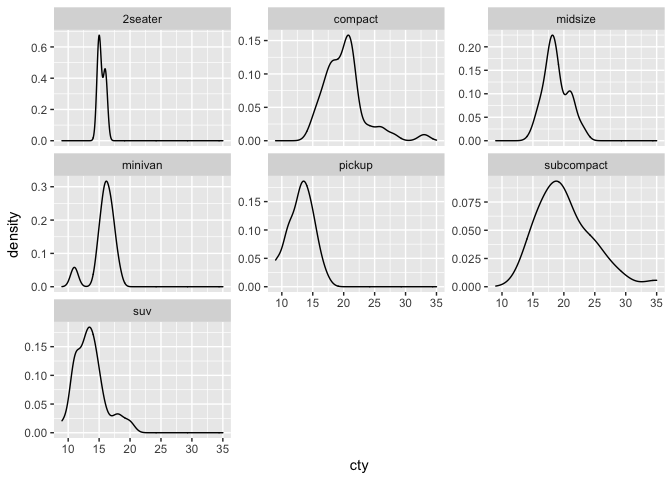 2seater compact midsize
0.6 0.15 0.20
0.4 0.10 0.15
0.2 0.05 0.10
0.05
0.0 0.00 0.00
minivan pickup subcompact
0.3 0.15 0.075
0.2 0.10 0.050
0.1 0.05 0.025
0.0 0.00 0.000
10 15 20 25 30 35 10 15 20 25 30 35
suv
0.15
0.10
0.05
0.00
10 15 20 25 30 35
density
cty